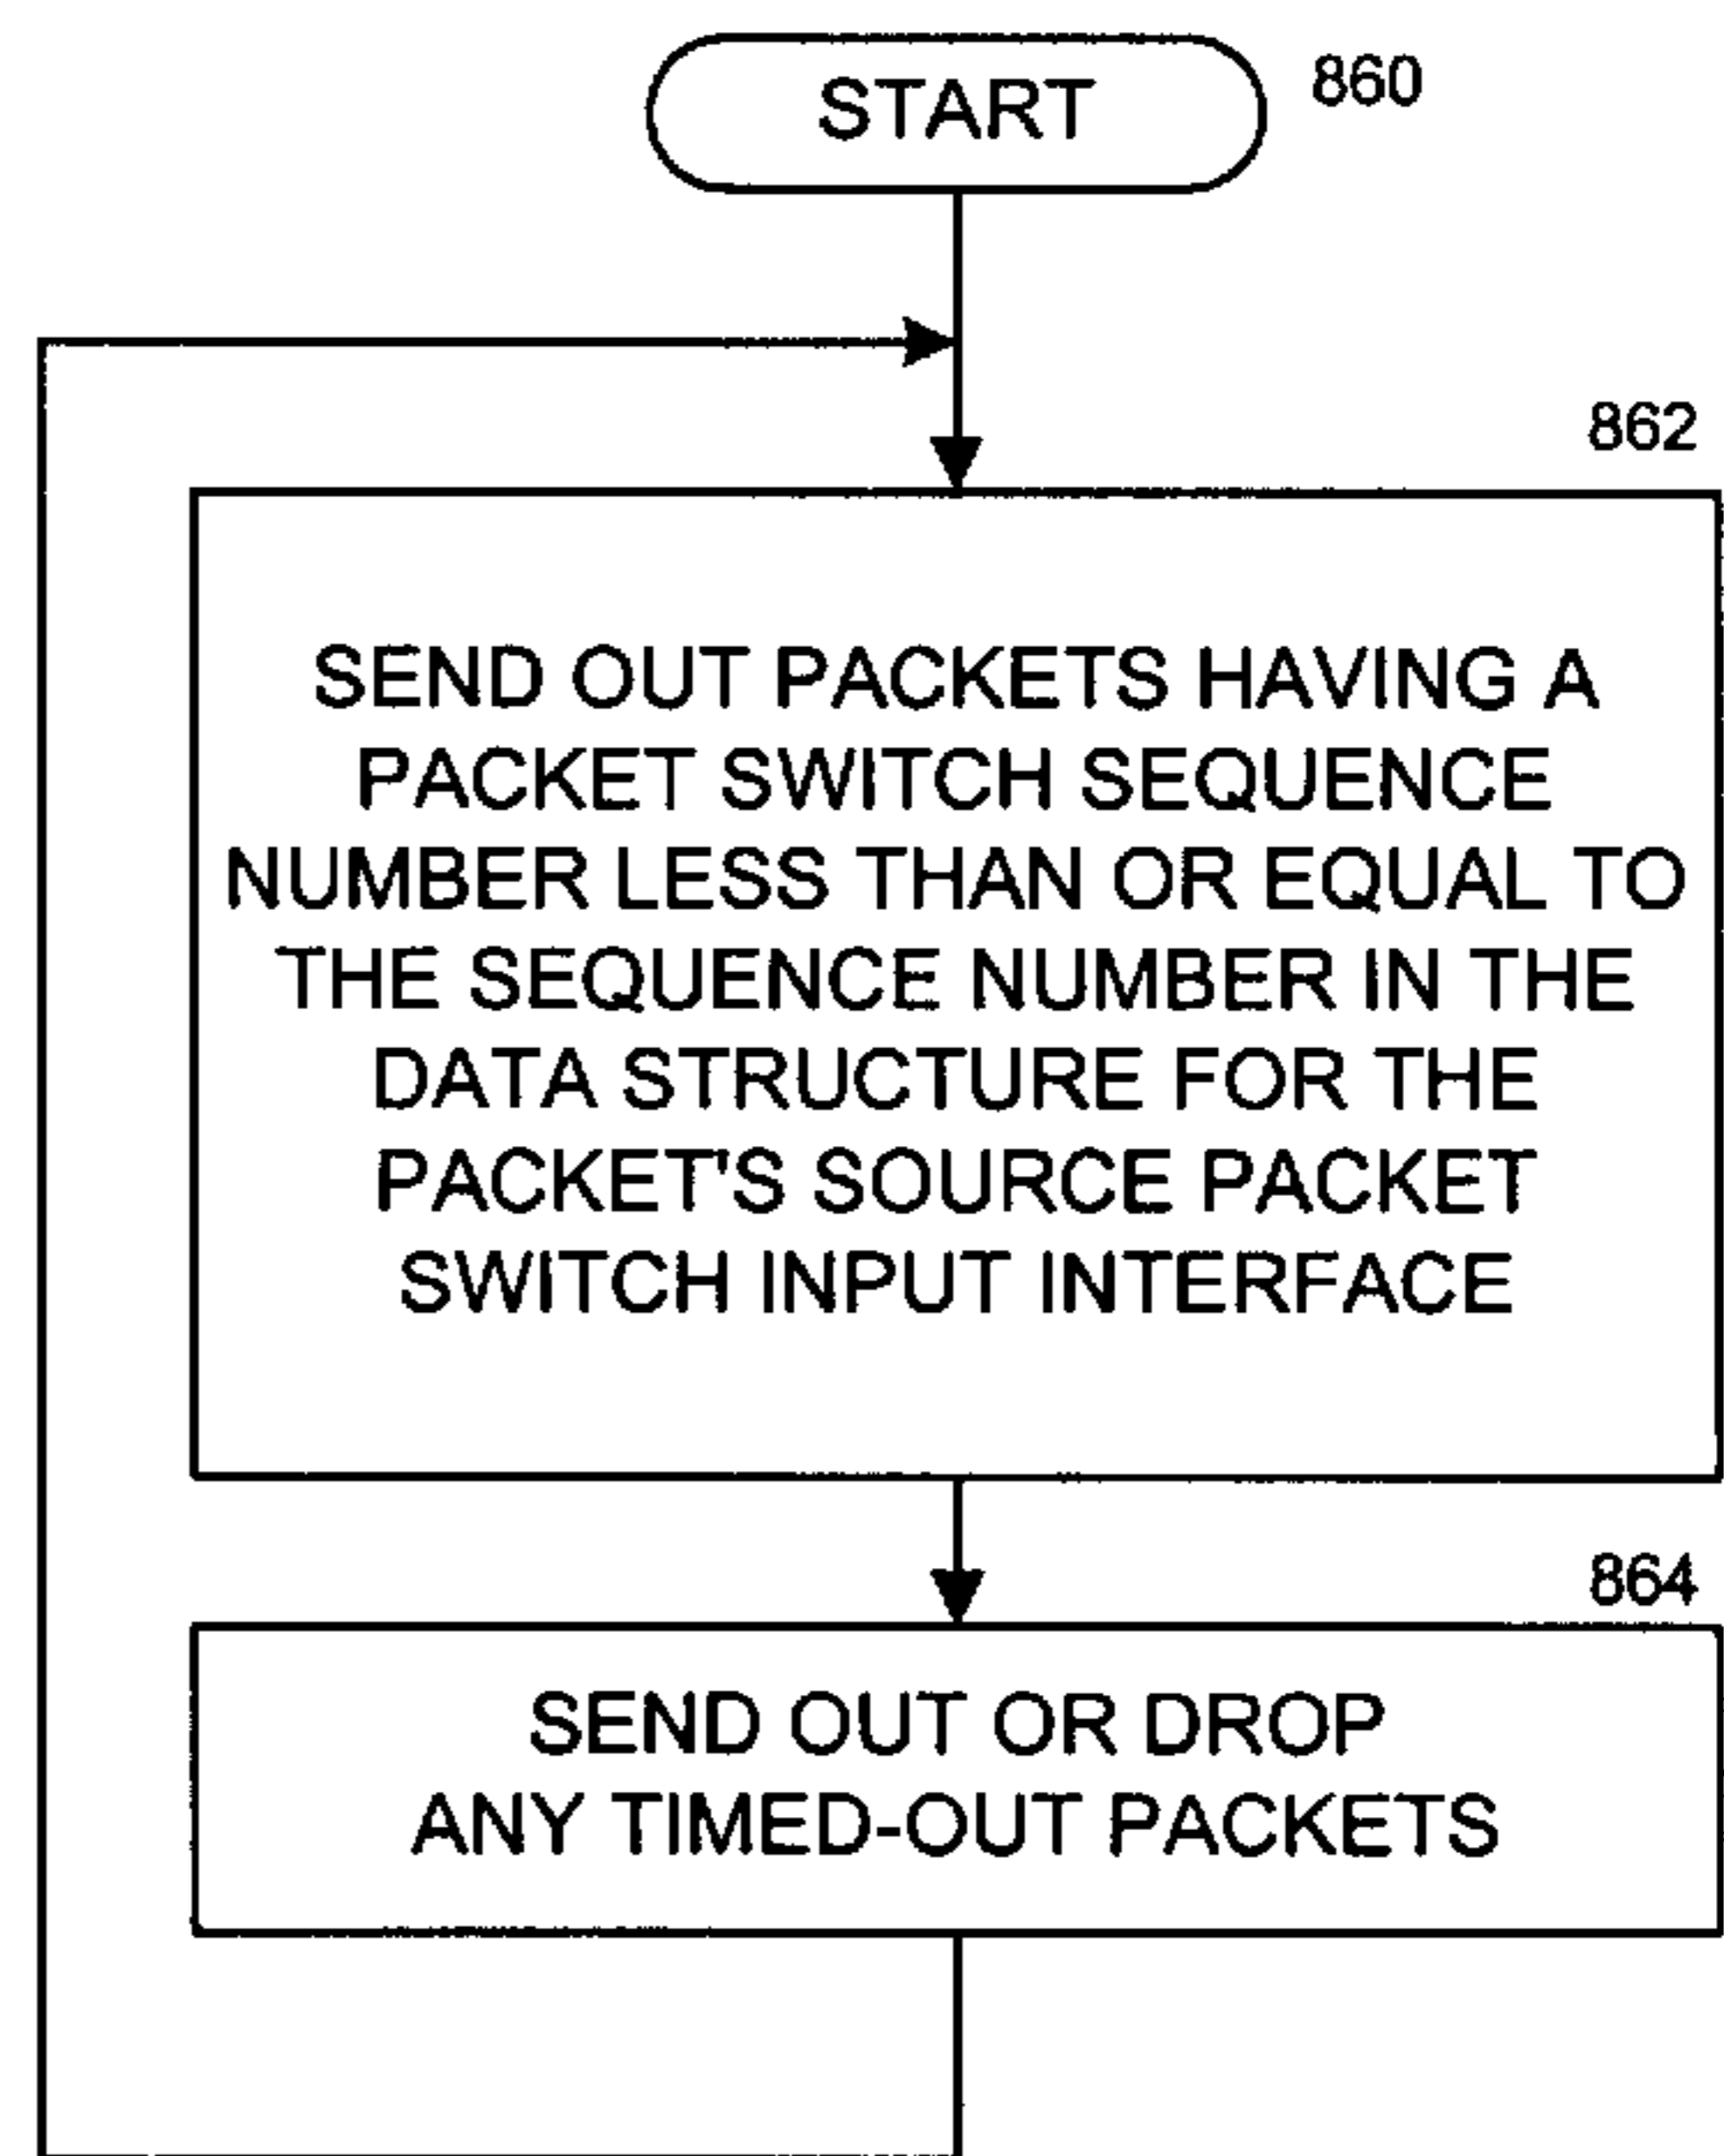 START
860
862
SEND OUT PACKETS HAVING A
PACKET SWITCH SEQUENCE
NUMBER LESS THAN OR EQUAL TO
THE SEQUENCE NUMBER IN THE
DATA STRUCTURE FOR THE
PACKET'S SOURCE PACKET
SWITCH INPUT INTERFACE
864
SEND OUT OR DROP
ANY TIMED-OUT PACKETS